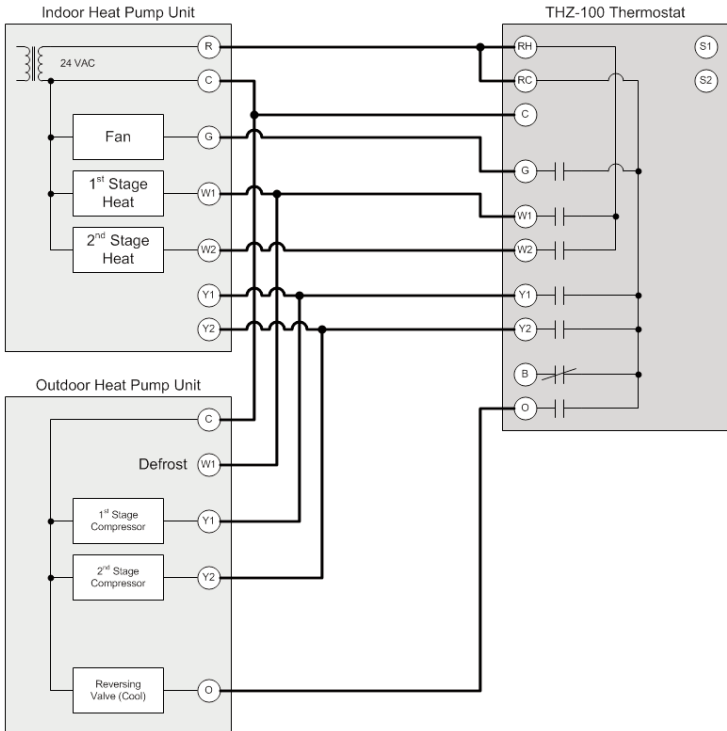 Indoor Heat Pump Unit
THZ-100 Thermostat
R
24 VAC
C
Fan
G
1st Stage
Heat
W1
2nd Stage
Heat
W2
Y1
Y2
RH
S1
RC
S2
C
G
W1
W2
Y1
Y2
B
O
Outdoor Heat Pump Unit
C
Defrost
W1
1st Stage
Compressor
Y1
2nd Stage
Compressor
Y2
Reversing
Valve (Cool)
O